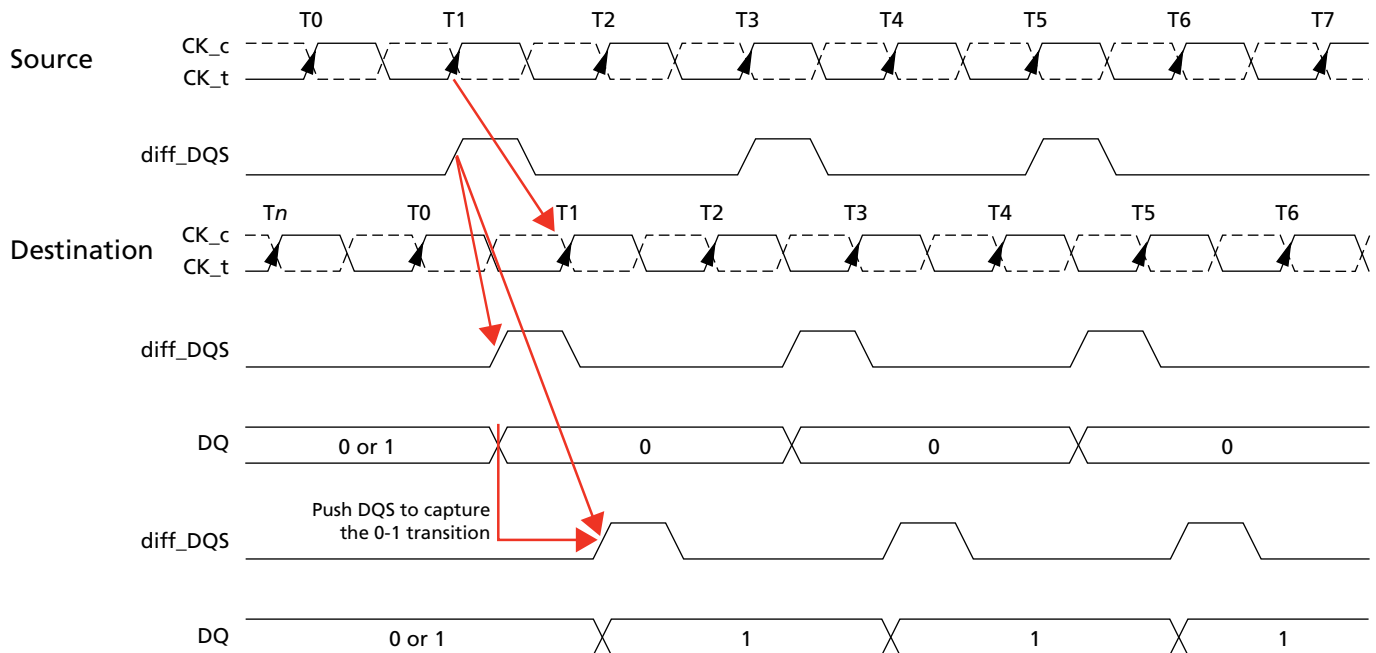 T0 T1 T2 T3 T4 T5 T6 T7
Source
CK_c
CK_t
diff_DQS
Tn T0 T1 T2 T3 T4 T5 T6
Destination
CK_c
CK_t
diff_DQS
DQ
0 or 1 0 0 0
Push DQS to capture
the 0-1 transition
diff_DQS
DQ
0 or 1 1 1 1